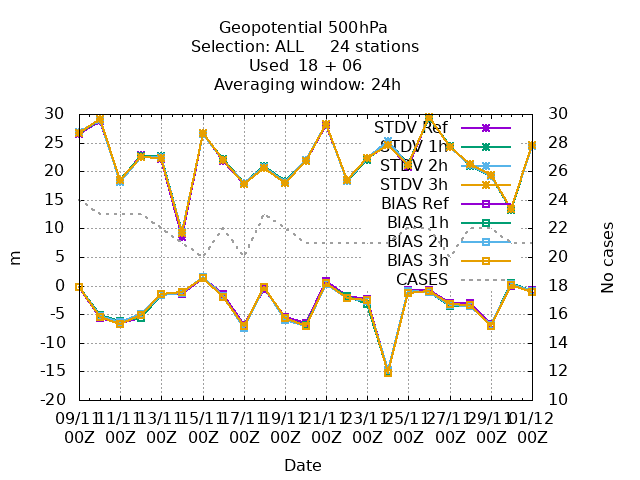 Geopotential 500hPa
Selection: ALL     24 stations
Used  18 + 06
Averaging window: 24h
30
25
20
15
10
5
0
-5
-10
-15
-20
m
30
28
26
24
22
20
18
16
14
12
10
No cases
STDV Ref
STDV 1h
STDV 2h
STDV 3h
BIAS Ref
BIAS 1h
BIAS 2h
BIAS 3h
CASES
09/11 11/11 13/11 15/11 17/11 19/11 21/11 23/11 25/11 27/11 29/11 01/12
00Z 00Z 00Z 00Z 00Z 00Z 00Z 00Z 00Z 00Z 00Z 00Z
Date